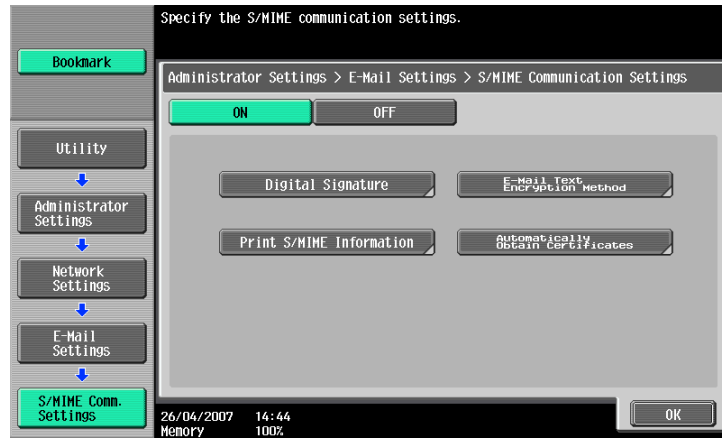 Specify the S/MIME communication settings.
Bookmark
Administrator Settings > E-Mail Settings > S/MIME Communication Settings
ON
OFF
Utility
Administrator
Settings
Network
Settings
E-Mail
Settings
S/MIME Comm.
Settings
Digital Signature
E-Mail Text
Encryption Method
Print S/MIME Information
Automatically
Obtain Certificates
26/04/2007 14:44
Memory 100%
OK